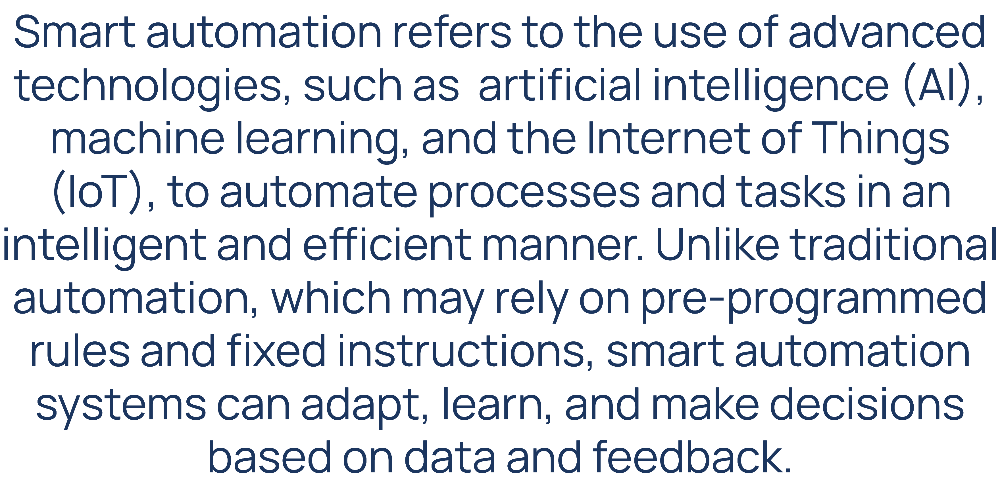 Smart automation refers to the use of advanced
technologies, such as  artificial intelligence (AI),
machine learning, and the Internet of Things
(IoT), to automate processes and tasks in an
intelligent and efficient manner. Unlike traditional
automation, which may rely on pre-programmed
rules and fixed instructions, smart automation
systems can adapt, learn, and make decisions
based on data and feedback.